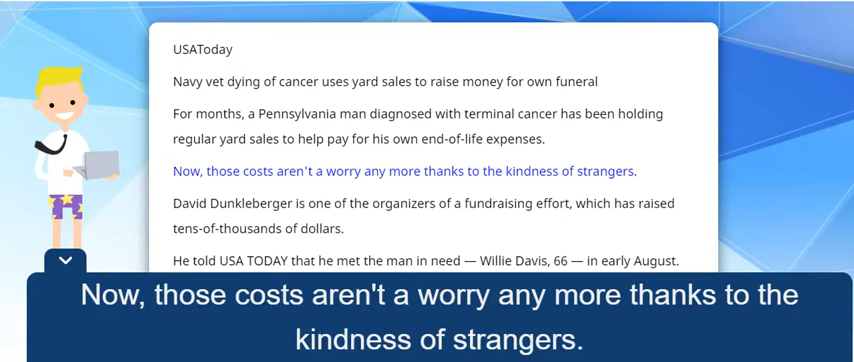 USAToday
Navy vet dying of cancer uses yard sales to raise money for own funeral
For months, a Pennsylvania man diagnosed with terminal cancer has been holding
regular yard sales to help pay for his own end-of-life expenses.
Now, those costs aren't a worry any more thanks to the kindness of strangers.
David Dunkleberger is one of the organizers of a fundraising effort, which has raised
tens-of-thousands of dollars.
He told USA TODAY that he met the man in need — Willie Davis, 66 — in early August.
Now, those costs aren't a worry any more thanks to the
kindness of strangers.